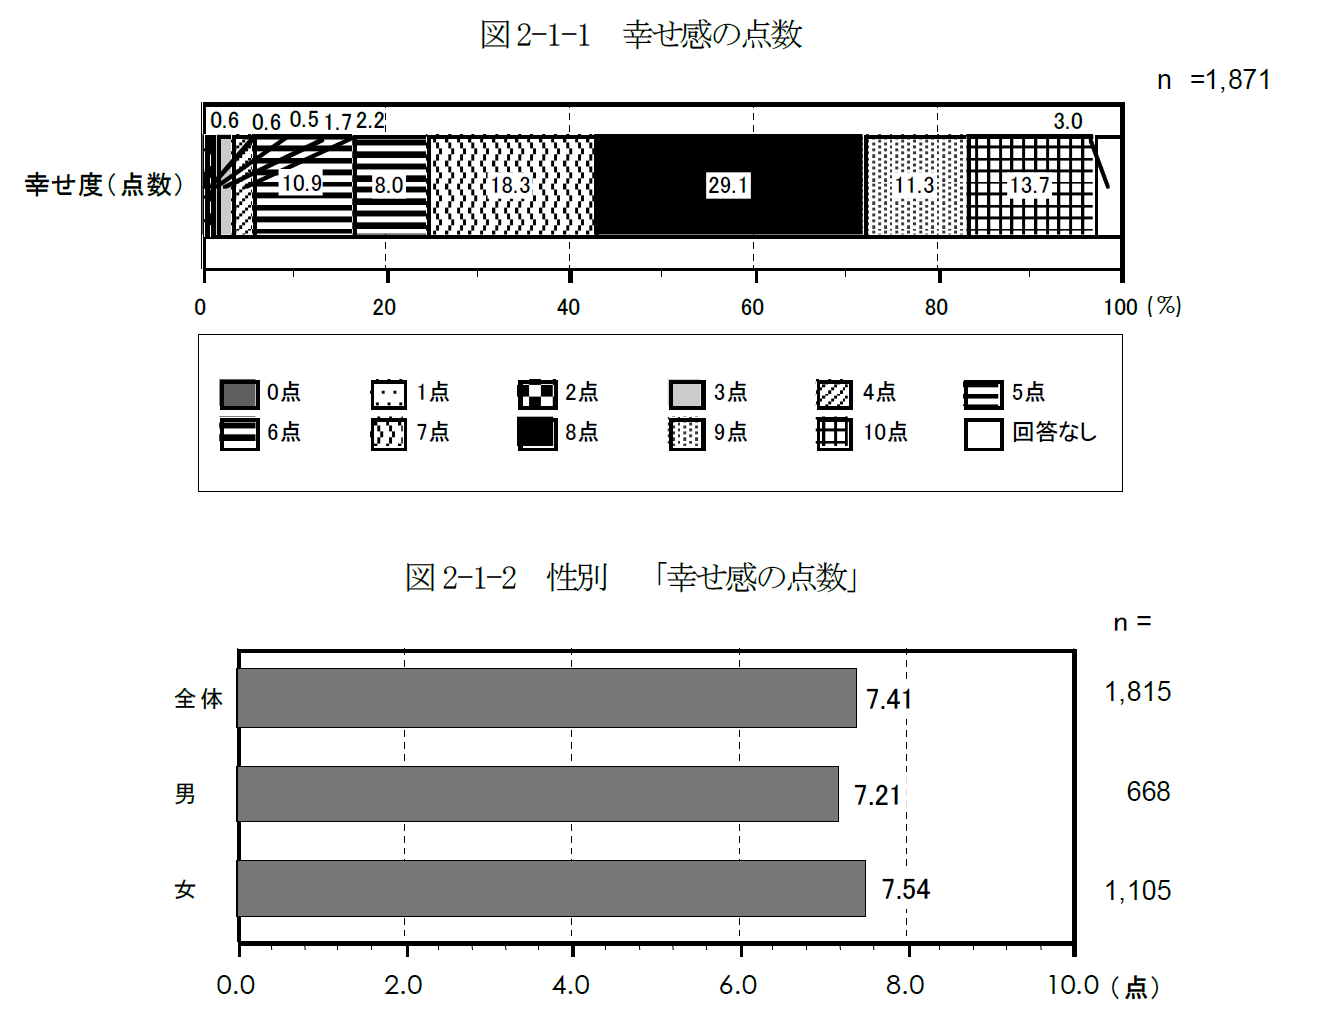 図2-1-1 幸せ感の点数
n =1,871
0.6 0.6 0.5 1.7 2.2 3.0
幸せ度(点数) 10.9 8.0 18.3 29.1 11.3 13.7
0 20 40 60 80 100 (%)
0点 1点 2点 3点 4点 5点
6点 7点 8点 9点 10点 回答なし
図2-1-2 性別 「幸せ感の点数」
n =
全体 7.41 1,815
男 7.21 668
女 7.54 1,105
0.0 2.0 4.0 6.0 8.0 10.0 (点)